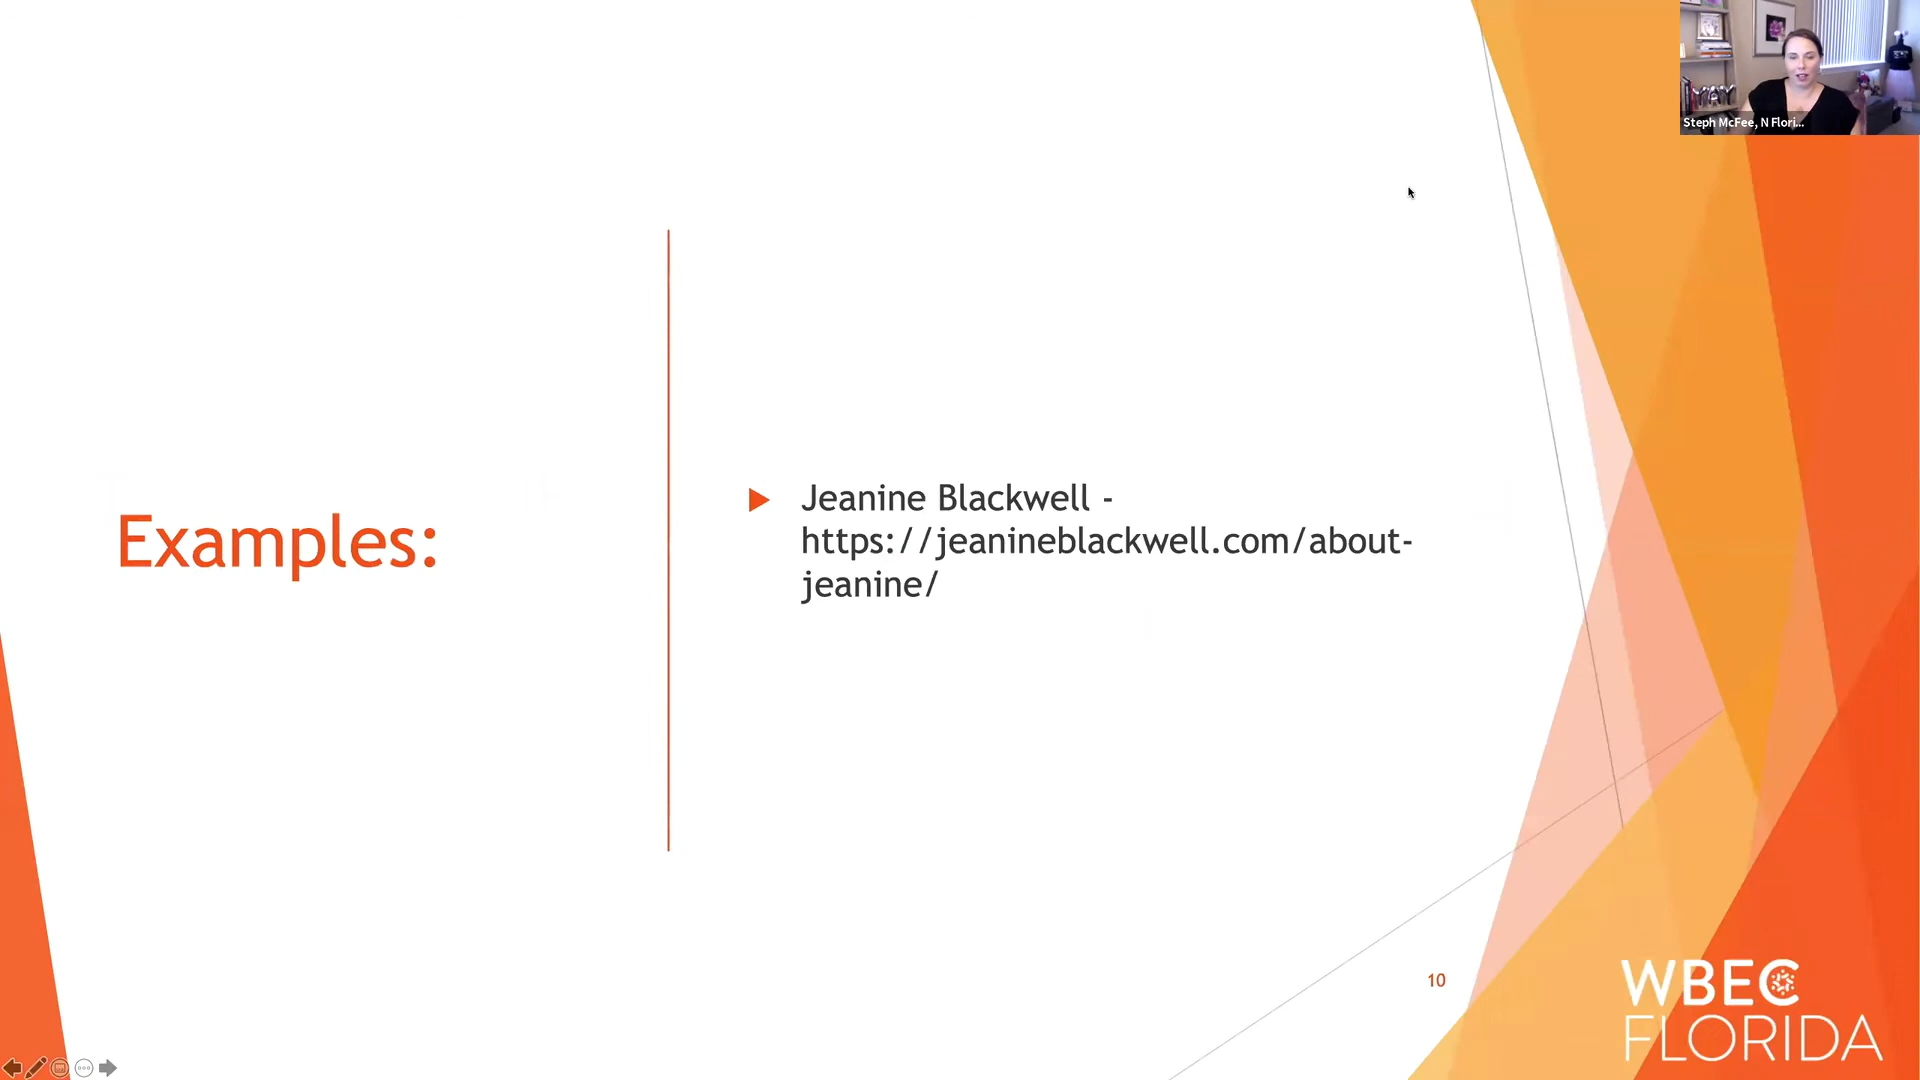 Steph McFee, N Flori...
Examples:
Jeanine Blackwell -
https://jeanineblackwell.com/about-
jeanine/
10
WBEC
FLORIDA